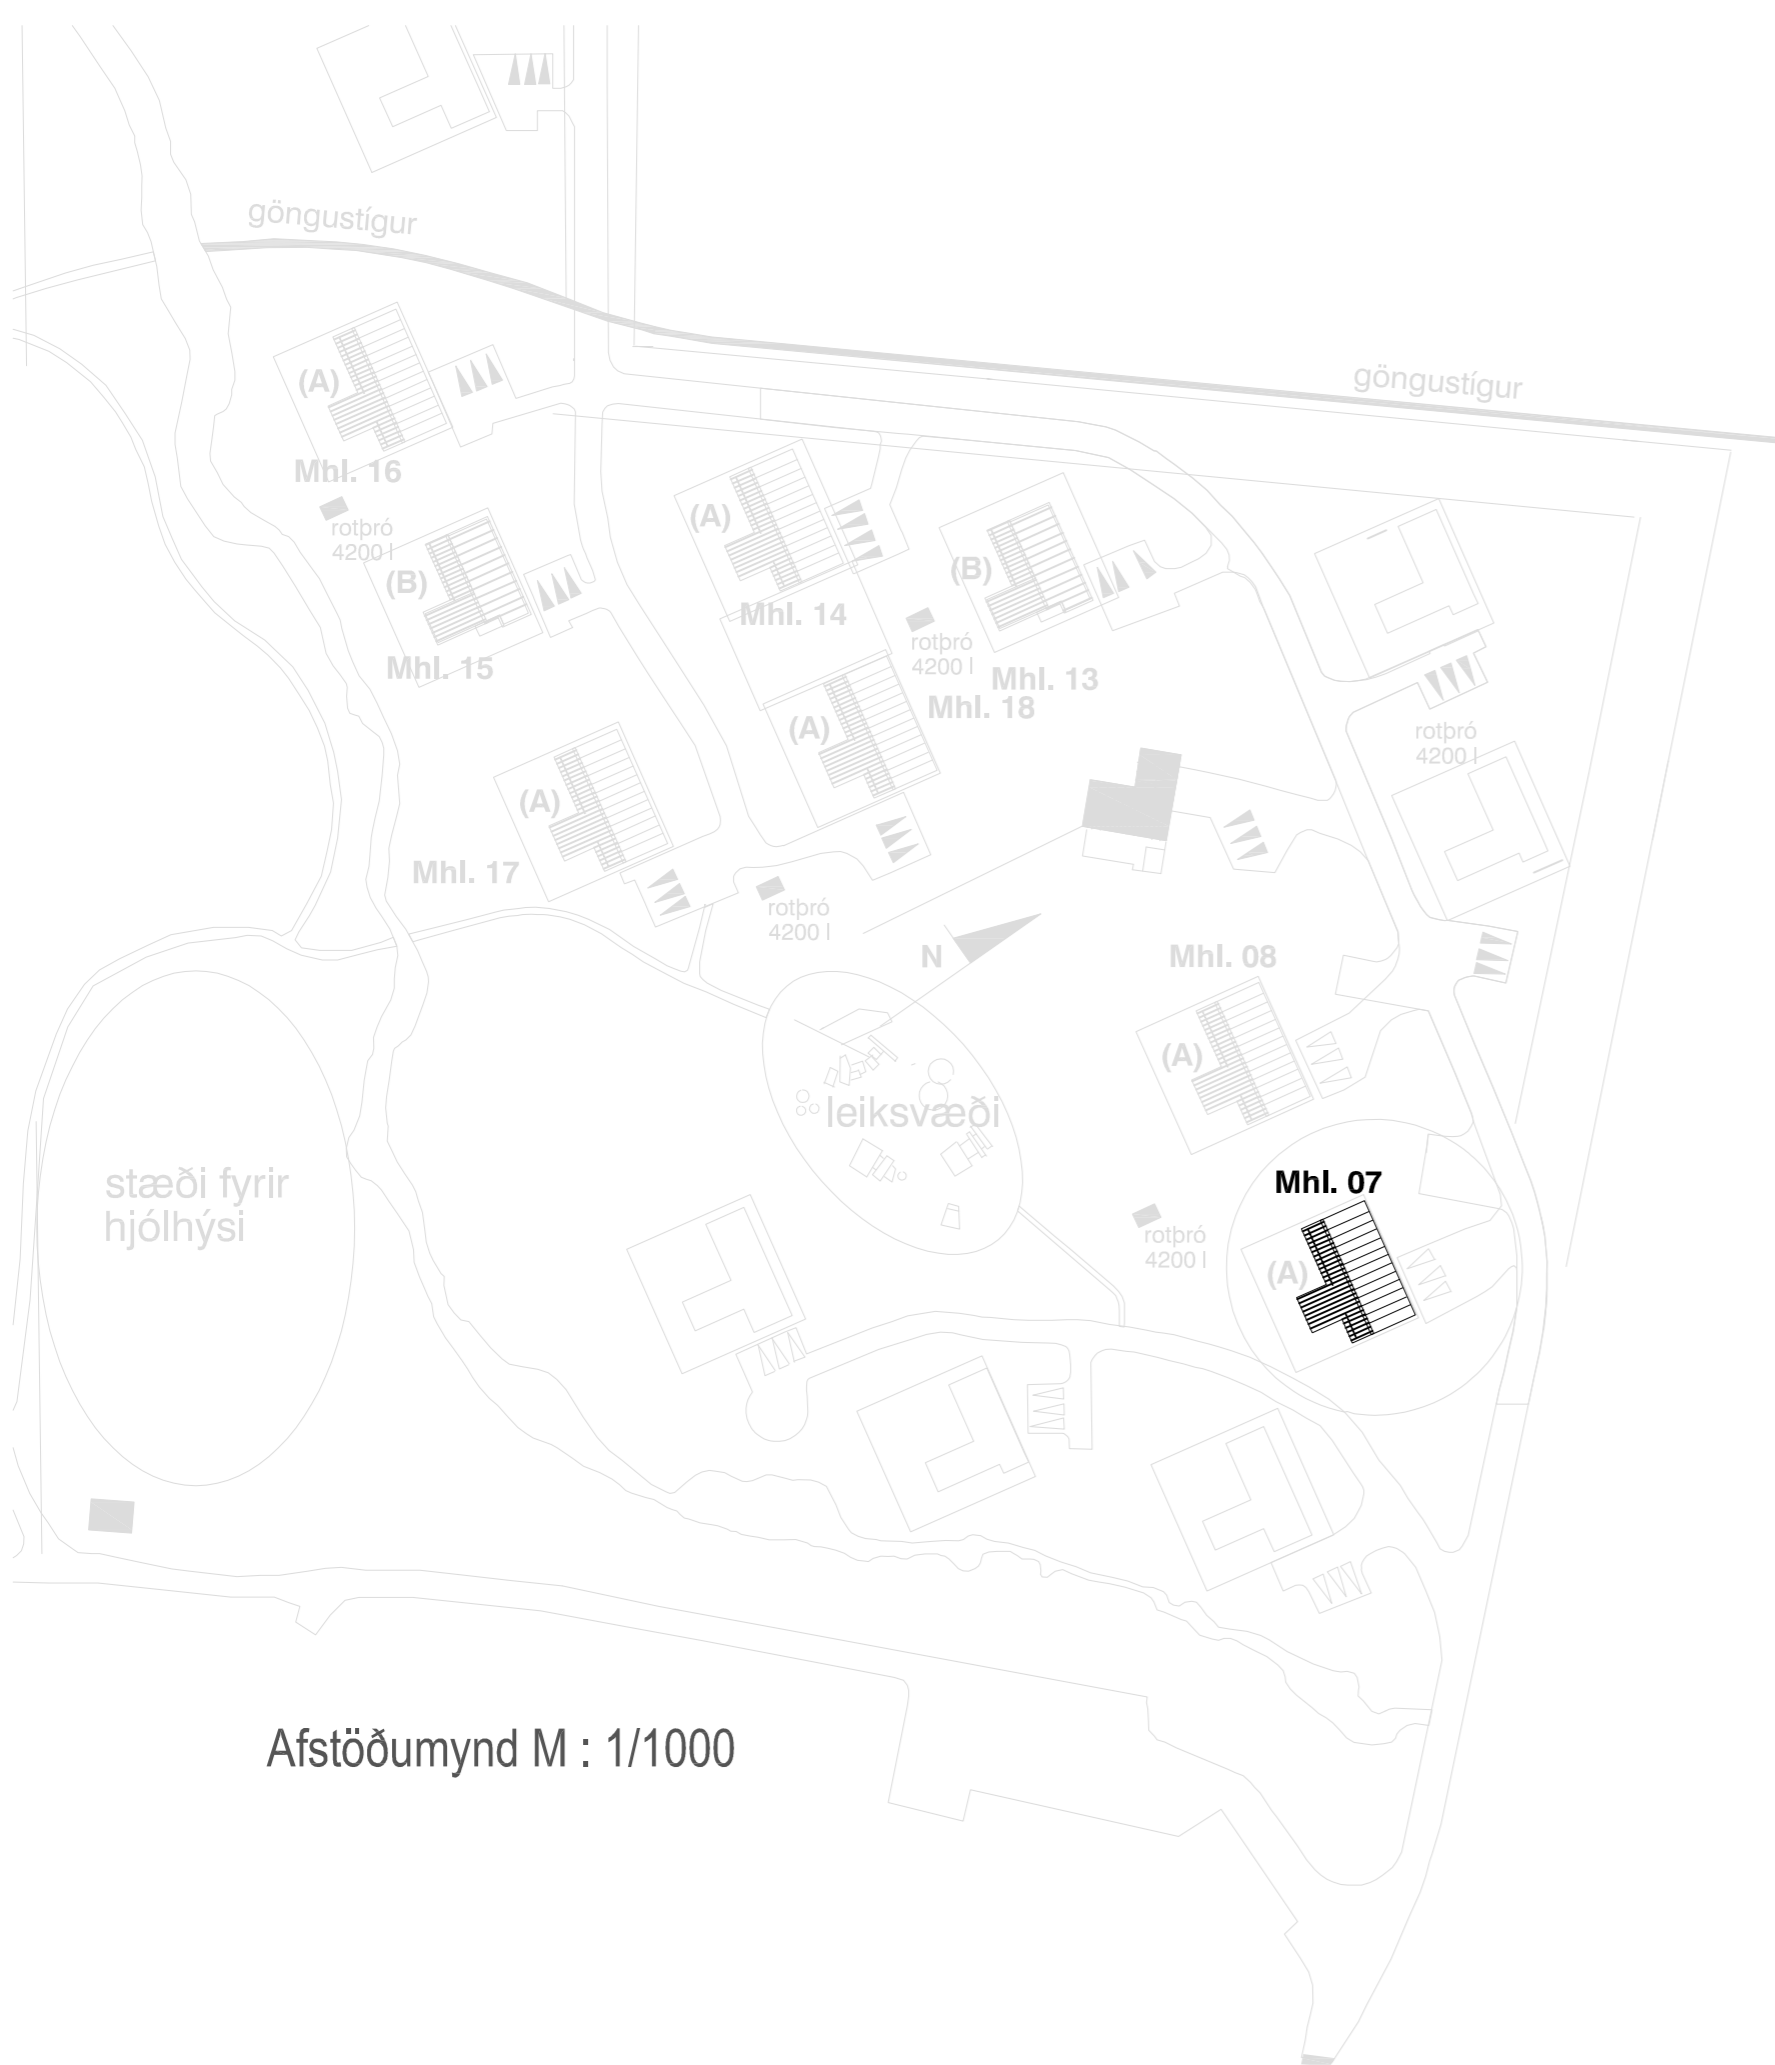 göngustígur
göngustígur
(A)
Mhl. 16
rotþró
4200 l
(B)
Mhl. 15
(A)
Mhl. 14
(B)
rotþró
4200 l
Mhl. 13
Mhl. 18
(A)
rotþró
4200 l
(A)
Mhl. 17
rotþró
4200 l
N
Mhl. 08
(A)
leiksvæði
stæði fyrir
hjólhýsi
Mhl. 07
rotþró
4200 l
(A)
Afstöðumynd M : 1/1000